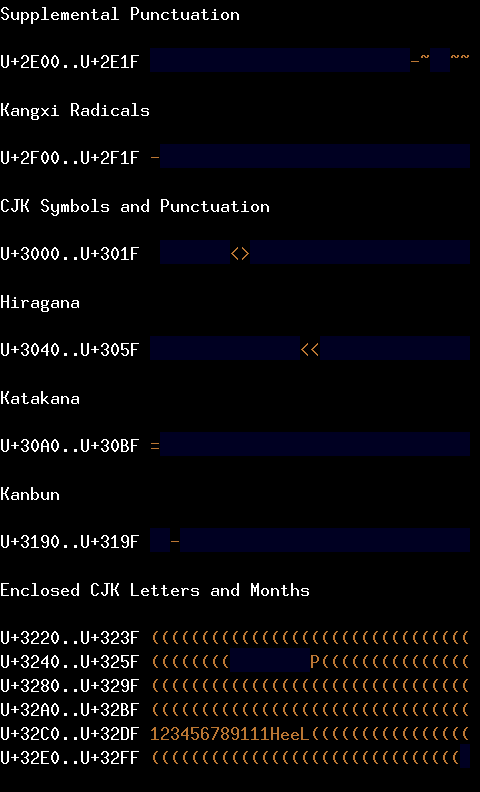 Supplemental Punctuation
U+2E00..U+2E1F -~ ~~
Kangxi Radicals
U+2F00..U+2F1F -
CJK Symbols and Punctuation
U+3000..U+301F <>
Hiragana
U+3040..U+305F <<
Katakana
U+30A0..U+30BF =
Kanbun
U+3190..U+319F -
Enclosed CJK Letters and Months
U+3220..U+323F ((((((((((((((((((((((((((((((((
U+3240..U+325F (((((((( P(((((((((((((((
U+3280..U+329F ((((((((((((((((((((((((((((((((
U+32A0..U+32BF ((((((((((((((((((((((((((((((((
U+32C0..U+32DF 123456789111HeeL((((((((((((((((
U+32E0..U+32FF (((((((((((((((((((((((((((((((